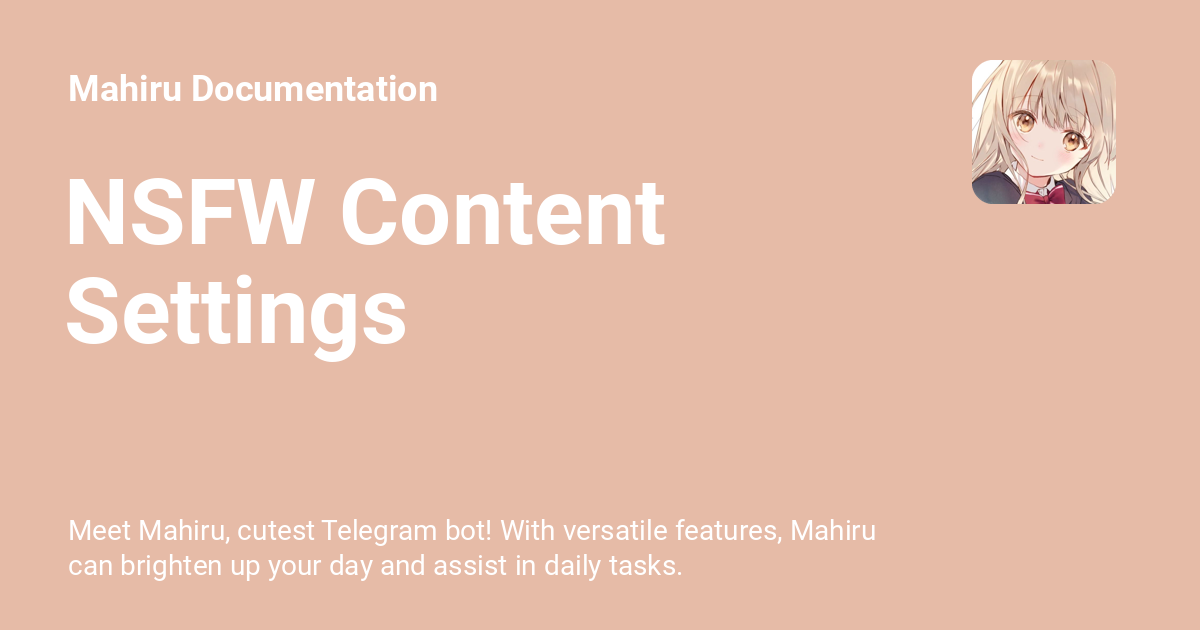 Mahiru Documentation
NSFW Content
Settings
Meet Mahiru, cutest Telegram bot! With versatile features, Mahiru
can brighten up your day and assist in daily tasks.